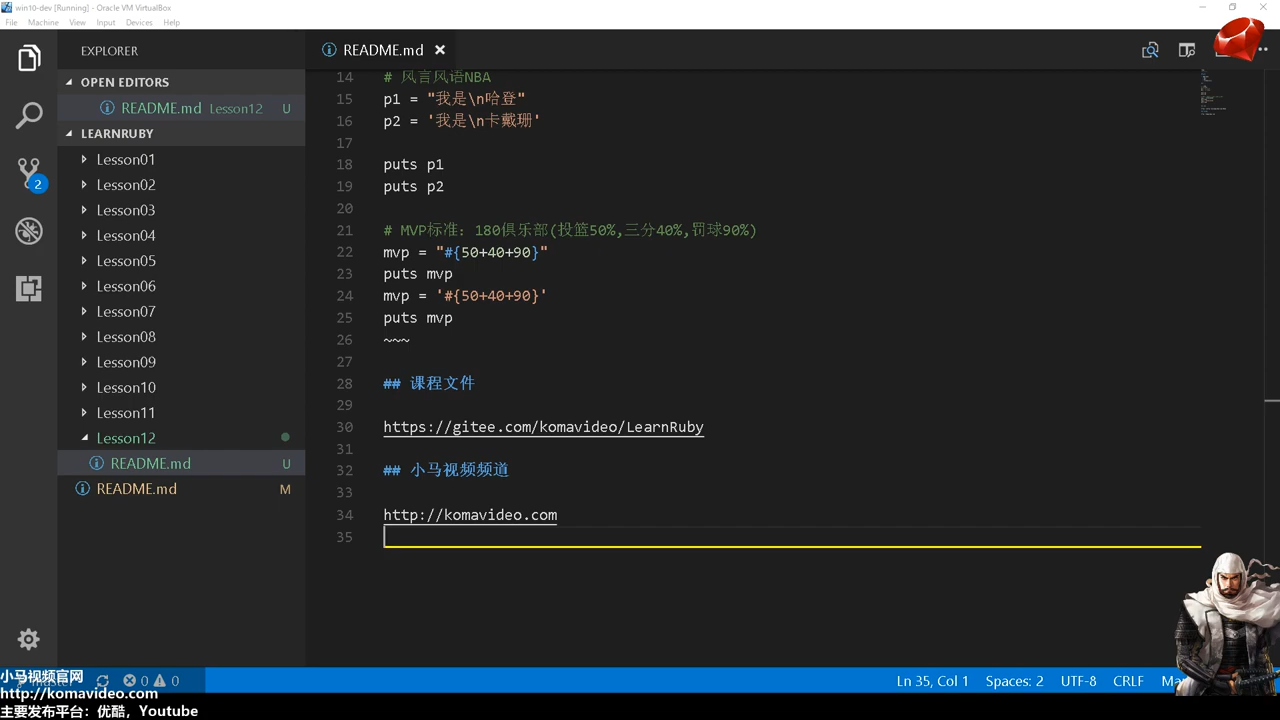 win10-dev [Running] - Oracle VM VirtualBox
File Machine View Input Devices Help
EXPLORER
README.md
OPEN EDITORS
README.md Lesson12 U
LEARNRUBY
Lesson01
Lesson02
Lesson03
Lesson04
Lesson05
Lesson06
Lesson07
Lesson08
Lesson09
Lesson10
Lesson11
Lesson12
README.md U
README.md M
2
14 # 风言风语NBA
15 p1 = "我是\n哈登"
16 p2 = '我是\n卡戴珊'
17
18 puts p1
19 puts p2
20
21 # MVP标准: 180俱乐部(投篮50%,三分40%,罚球90%)
22 mvp = "#{50+40+90}"
23 puts mvp
24 mvp = '#{50+40+90}'
25 puts mvp
26 ~~~
27
28 ## 课程文件
29
30 https://gitee.com/komavideo/LearnRuby
31
32 ## 小马视频频道
33
34 http://komavideo.com
35
0 0
Ln 35, Col 1 Spaces: 2 UTF-8 CRLF
小马视频官网
http://komavideo.com
主要发布平台: 优酷, Youtube